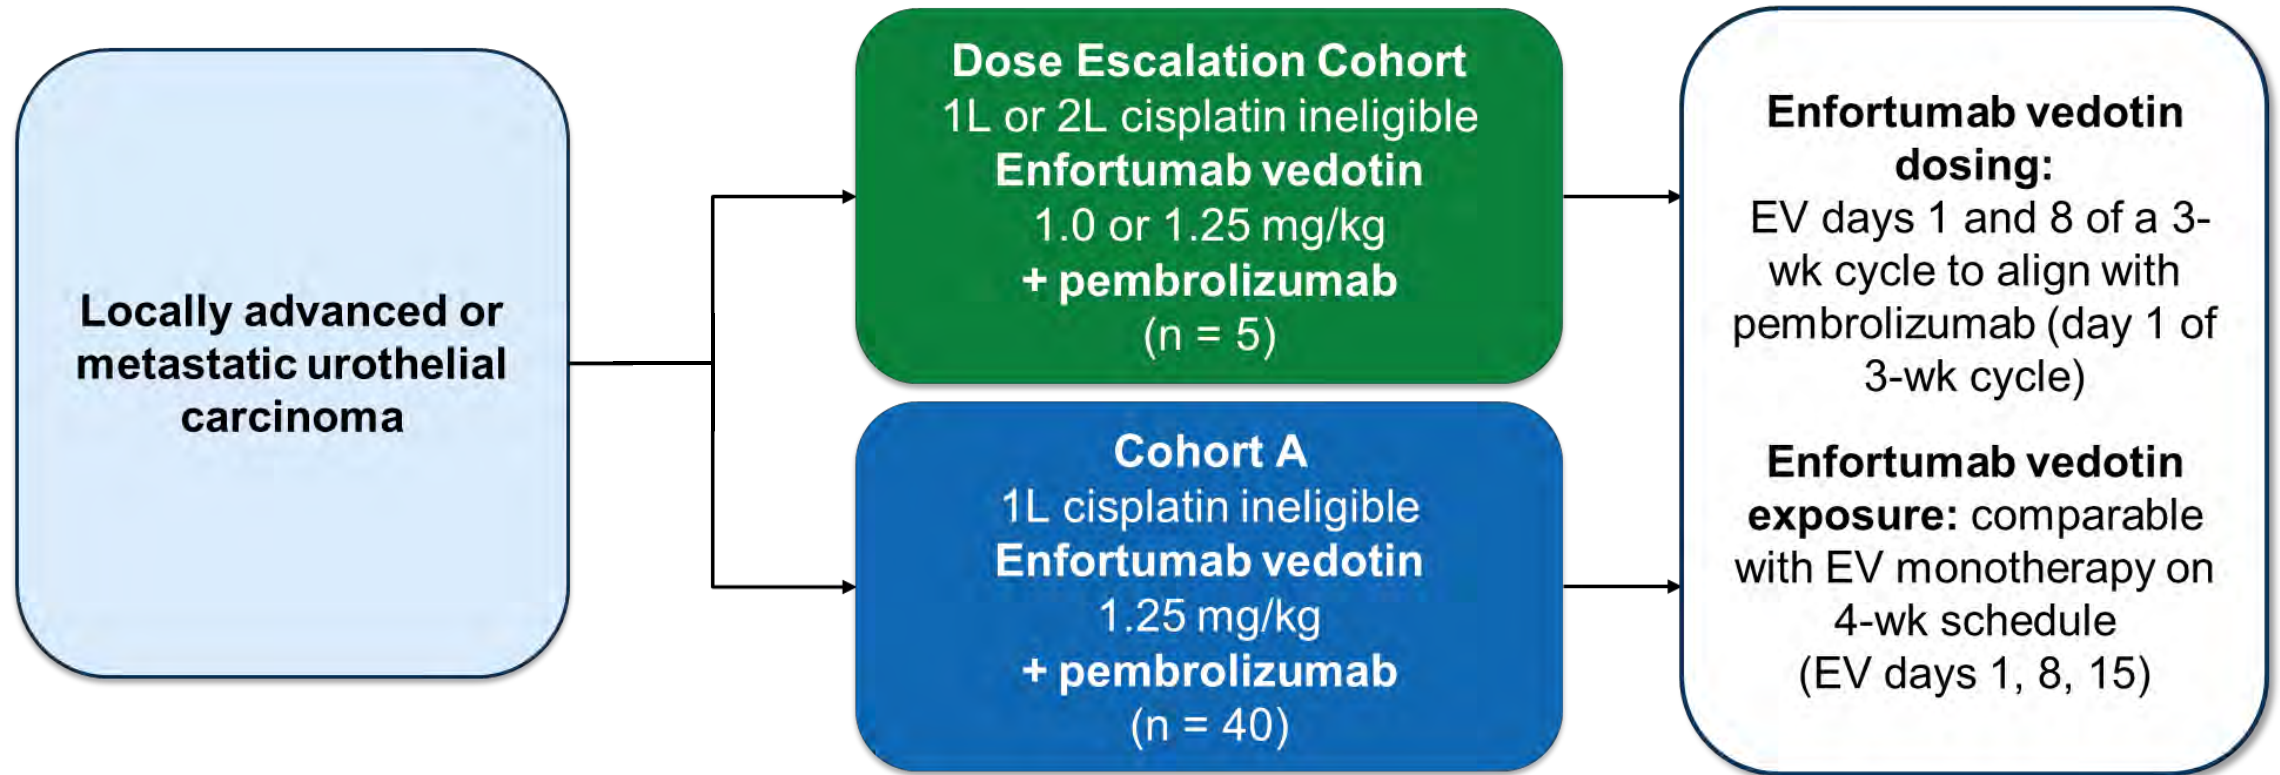 Locally advanced or
metastatic urothelial
carcinoma
Dose Escalation Cohort
1L or 2L cisplatin ineligible
Enfortumab vedotin
1.0 or 1.25 mg/kg
+ pembrolizumab
(n = 5)
Cohort A
1L cisplatin ineligible
Enfortumab vedotin
1.25 mg/kg
+ pembrolizumab
(n = 40)
Enfortumab vedotin
dosing:
EV days 1 and 8 of a 3-
wk cycle to align with
pembrolizumab (day 1 of
3-wk cycle)
Enfortumab vedotin
exposure: comparable
with EV monotherapy on
4-wk schedule
(EV days 1, 8, 15)